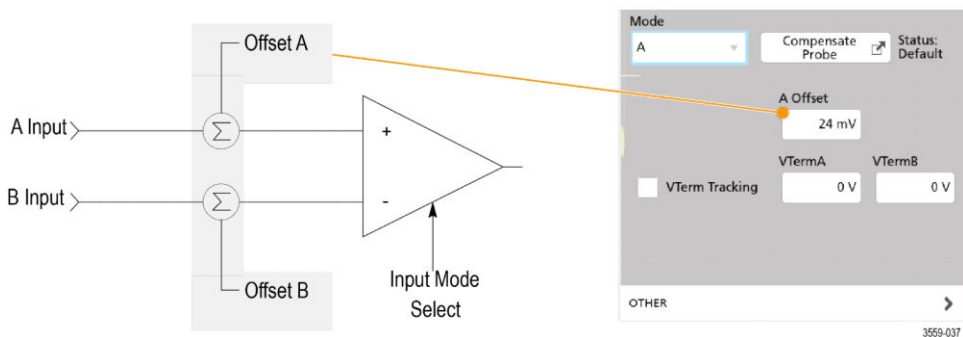 Offset A
A Input
Σ
+
B Input
Σ
-
Offset B
Input Mode
Select
Mode
A
Compensate
Probe
Status:
Default
A Offset
24 mV
VTermA
VTermB
VTerm Tracking
0 V
0 V
OTHER
3559-037